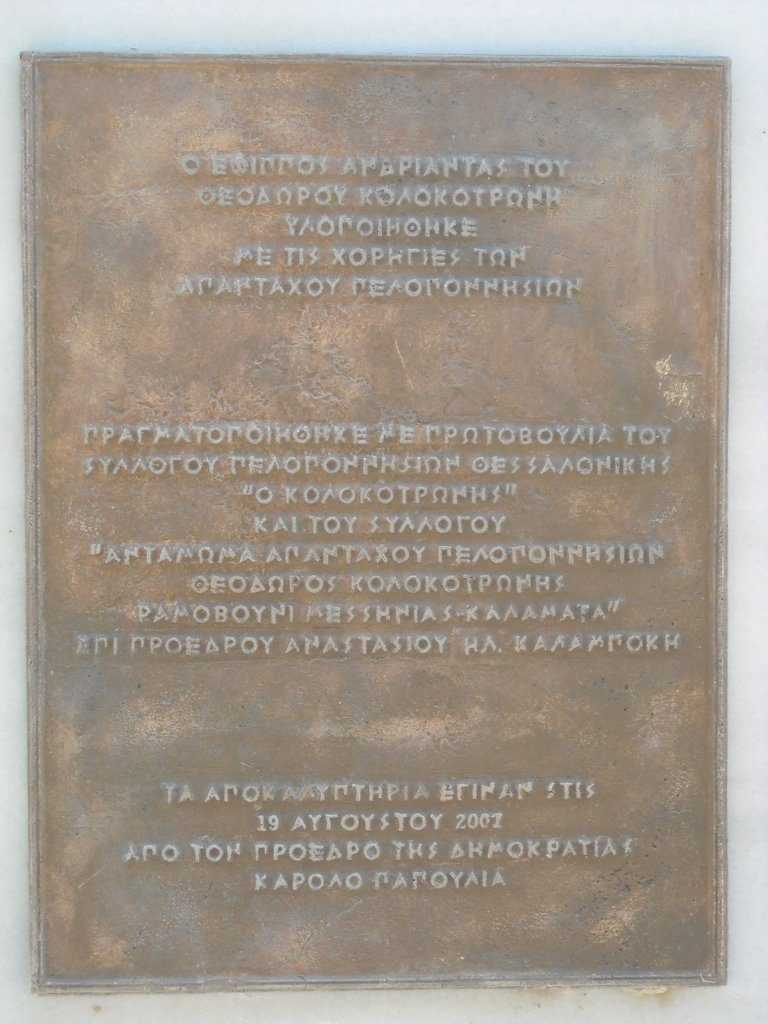 Ο ΕΦΙΠΠΟΣ ΑΝΔΡΙΑΝΤΑΣ ΤΟΥ
ΘΕΟΔΩΡΟΥ ΚΟΛΟΚΟΤΡΩΝΗ
ΥΛΟΠΟΙΗΘΗΚΕ
ΜΕ ΤΙΣ ΧΟΡΗΓΙΕΣ ΤΩΝ
ΑΠΑΝΤΑΧΟΥ ΠΕΛΟΠΟΝΝΗΣΙΩΝ
ΠΡΑΓΜΑΤΟΠΟΙΗΘΗΚΕ ΜΕ ΠΡΩΤΟΒΟΥΛΙΑ ΤΟΥ
ΣΥΛΛΟΓΟΥ ΠΕΛΟΠΟΝΝΗΣΙΩΝ ΘΕΣΣΑΛΟΝΙΚΗΣ
"Ο ΚΟΛΟΚΟΤΡΩΝΗΣ"
ΚΑΙ ΤΟΥ ΣΥΛΛΟΓΟΥ
"ΑΝΤΑΜΩΜΑ ΑΠΑΝΤΑΧΟΥ ΠΕΛΟΠΟΝΝΗΣΙΩΝ
ΘΕΟΔΩΡΟΣ ΚΟΛΟΚΟΤΡΩΝΗΣ
ΡΑΜΟΒΟΥΝΙ ΜΕΣΣΗΝΙΑΣ-ΚΑΛΑΜΑΤΑ"
ΕΠΙ ΠΡΟΕΔΡΟΥ ΑΝΑΣΤΑΣΙΟΥ ΗΛ. ΚΑΛΑΜΠΟΚΗ
ΤΑ ΑΠΟΚΑΛΥΠΤΗΡΙΑ ΕΓΙΝΑΝ ΣΤΙΣ
19 ΑΥΓΟΥΣΤΟΥ 2007
ΑΠΟ ΤΟΝ ΠΡΟΕΔΡΟ ΤΗΣ ΔΗΜΟΚΡΑΤΙΑΣ
ΚΑΡΟΛΟ ΠΑΠΟΥΛΙΑ